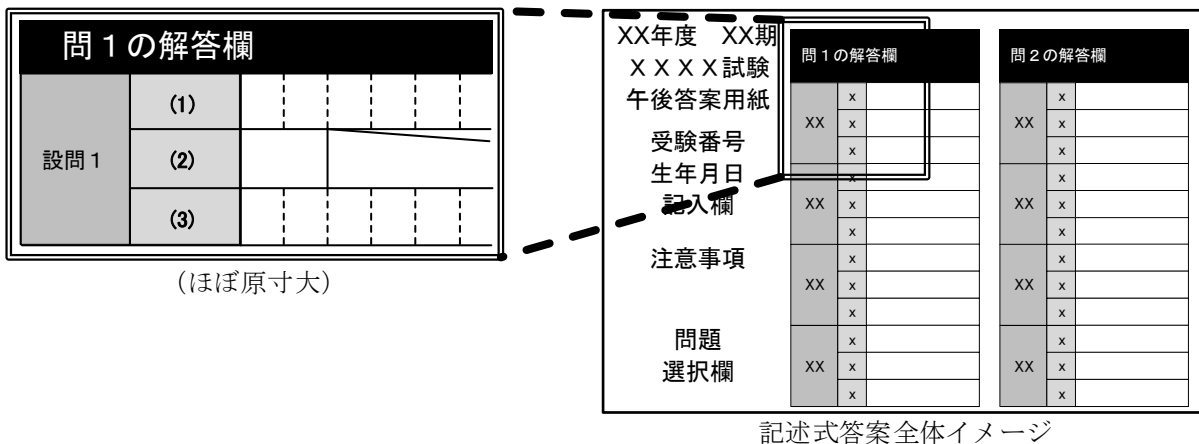 問1の解答欄
設問1
(1)
(2)
(3)
(ほぼ原寸大)
XX年度 XX期
XXXX試験
午後答案用紙
受験番号
生年月日
記入欄
注意事項
問題
選択欄
問1の解答欄
XX
x
x
x
XX
x
x
x
XX
x
x
x
XX
x
x
x
問2の解答欄
XX
x
x
x
XX
x
x
x
XX
x
x
x
XX
x
x
x
記述式答案全体イメージ